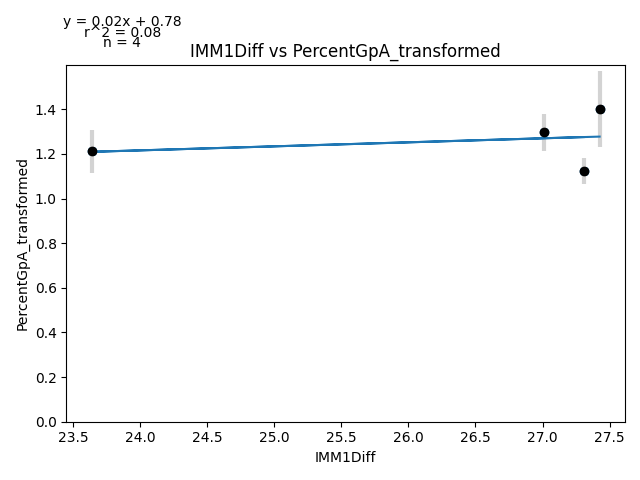 y = 0.02x + 0.78
r^2 = 0.08
n = 4
IMM1Diff vs PercentGpA_transformed
PercentGpA_transformed
1.4
1.2
1.0
0.8
0.6
0.4
0.2
0.0
23.5 24.0 24.5 25.0 25.5 26.0 26.5 27.0 27.5
IMM1Diff